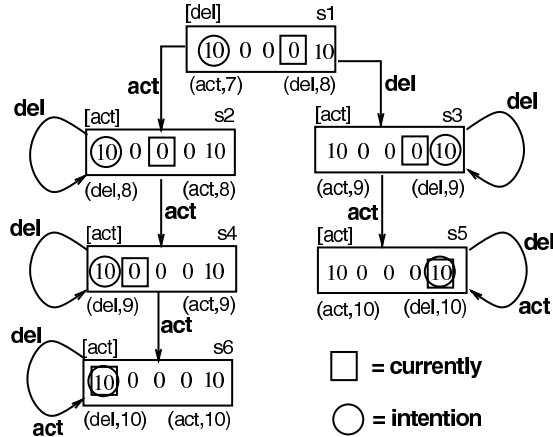 [del] s1
10 0 0 0 10
(act,7) (del,8)
act del
[act] s2
del 10 0 0 0 10
(del,8) (act,8)
[act] s3
10 0 0 0 10 del
(act,9) (del,9)
act act
[act] s4
del 10 0 0 0 10
(del,9) (act,9)
[act] s5
10 0 0 0 10 del
(act,10) (del,10) act
act
[act] s6
del 10 0 0 0 10
act (del,10) (act,10)
= currently
= intention